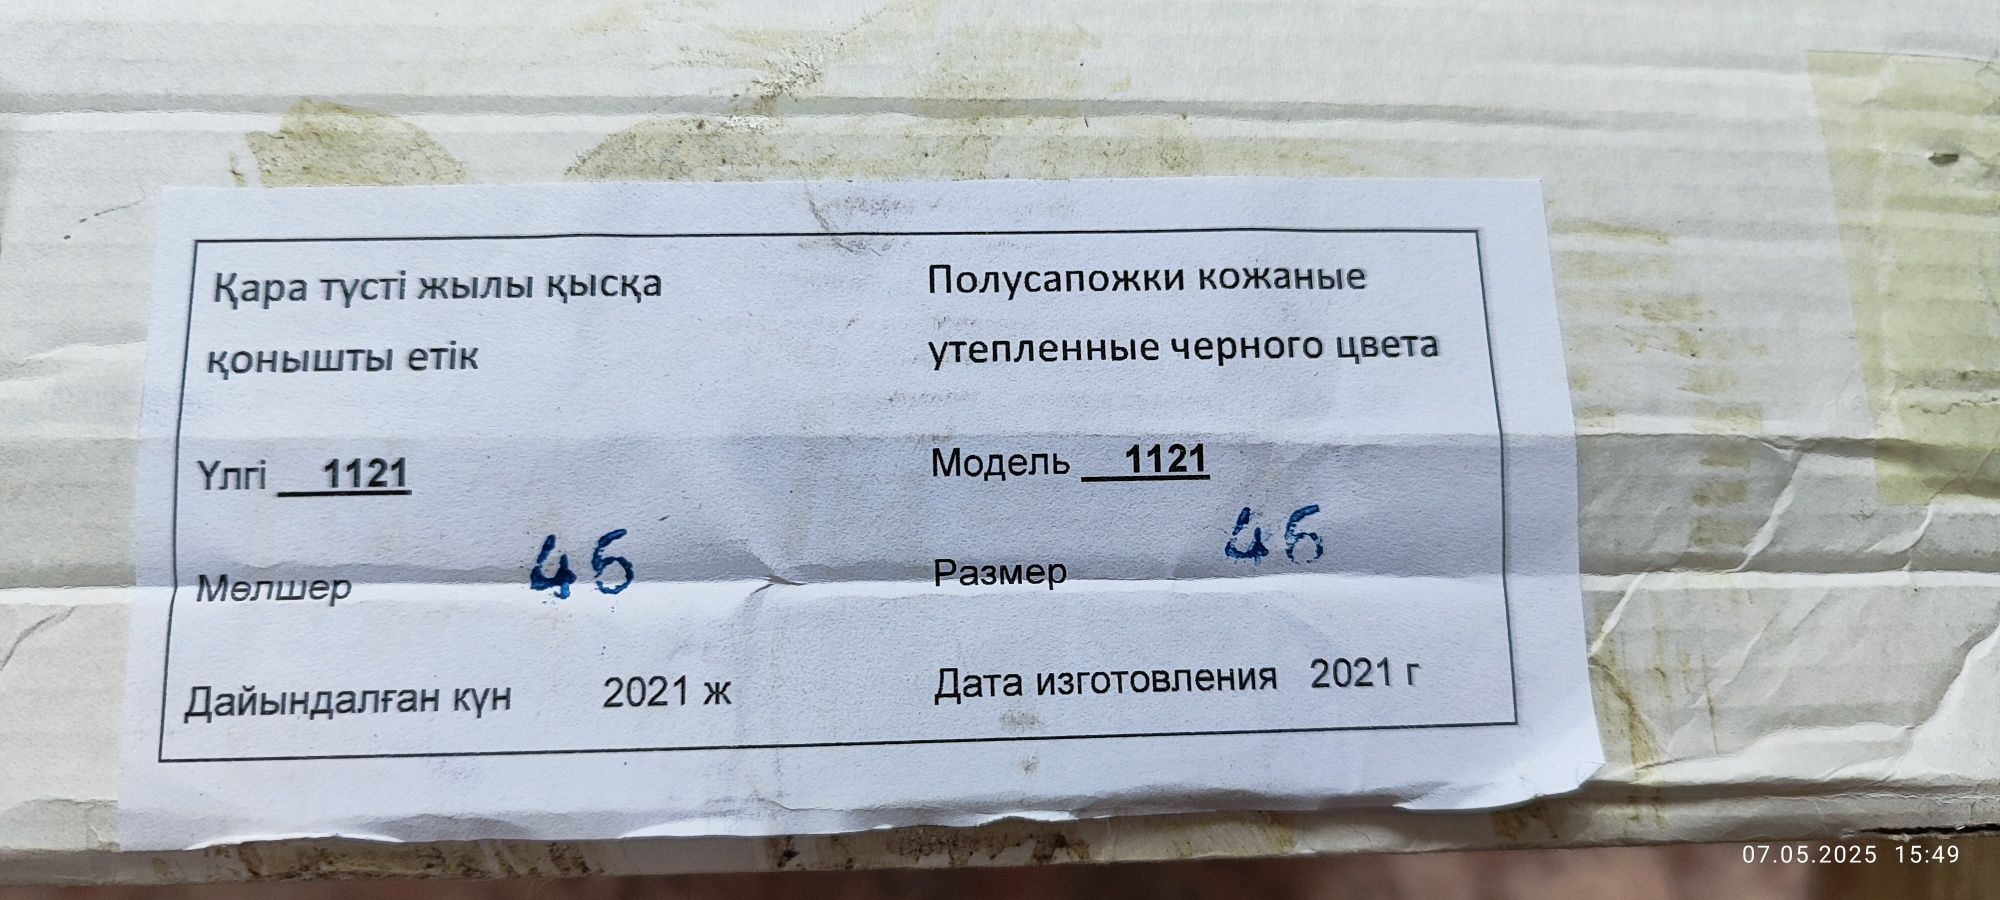 Қара түсті жылы қысқа
қонышты етік
Үлгі 1121
Мөлшер 46
Дайындалған күн 2021 ж
Полусапожки кожаные
утепленные черного цвета
Модель 1121
Размер 46
Дата изготовления 2021 г
07.05.2025 15:49